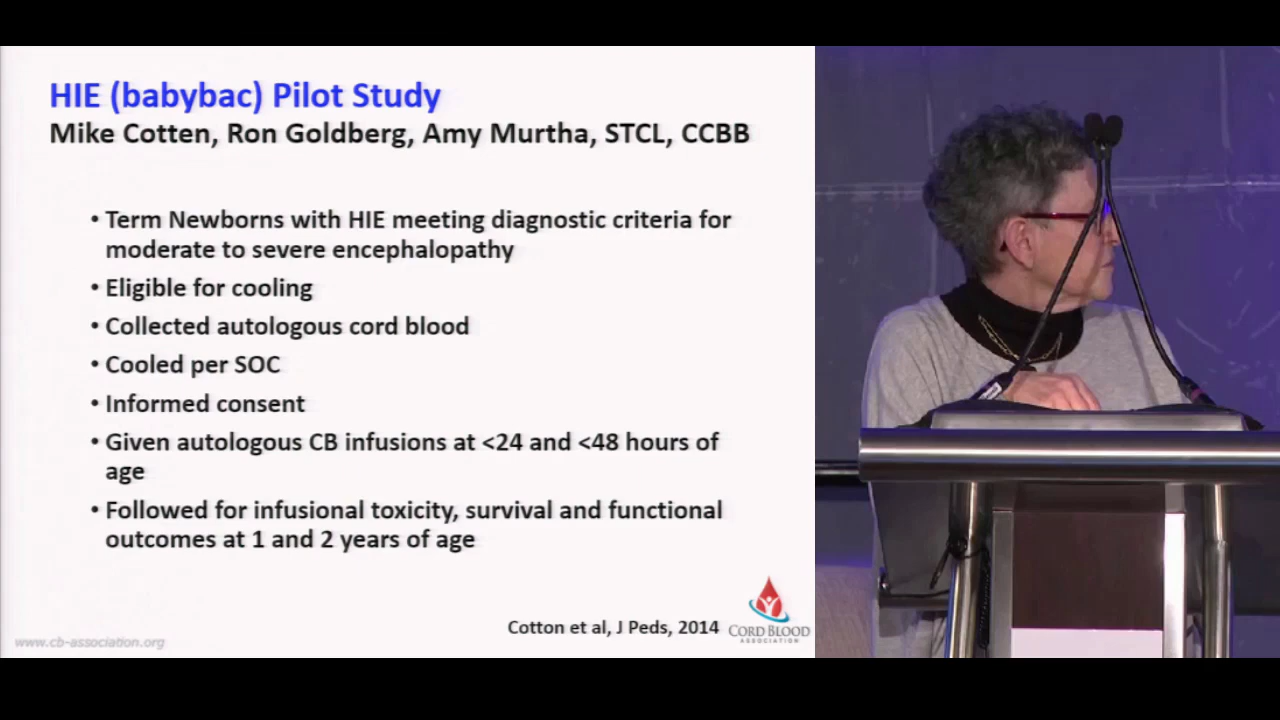 HIE (babybac) Pilot Study
Mike Cotten, Ron Goldberg, Amy Murtha, STCL, CCBB
• Term Newborns with HIE meeting diagnostic criteria for
moderate to severe encephalopathy
• Eligible for cooling
• Collected autologous cord blood
• Cooled per SOC
• Informed consent
• Given autologous CB infusions at <24 and <48 hours of
age
• Followed for infusional toxicity, survival and functional
outcomes at 1 and 2 years of age
Cotton et al, J Peds, 2014
CORD BLOOD
ASSOCIATION
www.cb-association.org